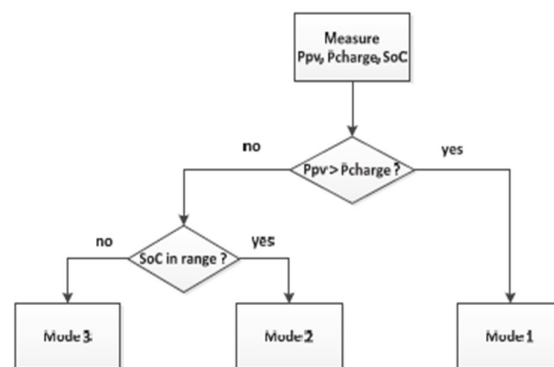 Measure
Ppv, Pcharge, SoC
no
yes
Ppv > Pcharge ?
no
yes
SoC in range ?
Mode 3
Mode 2
Mode 1